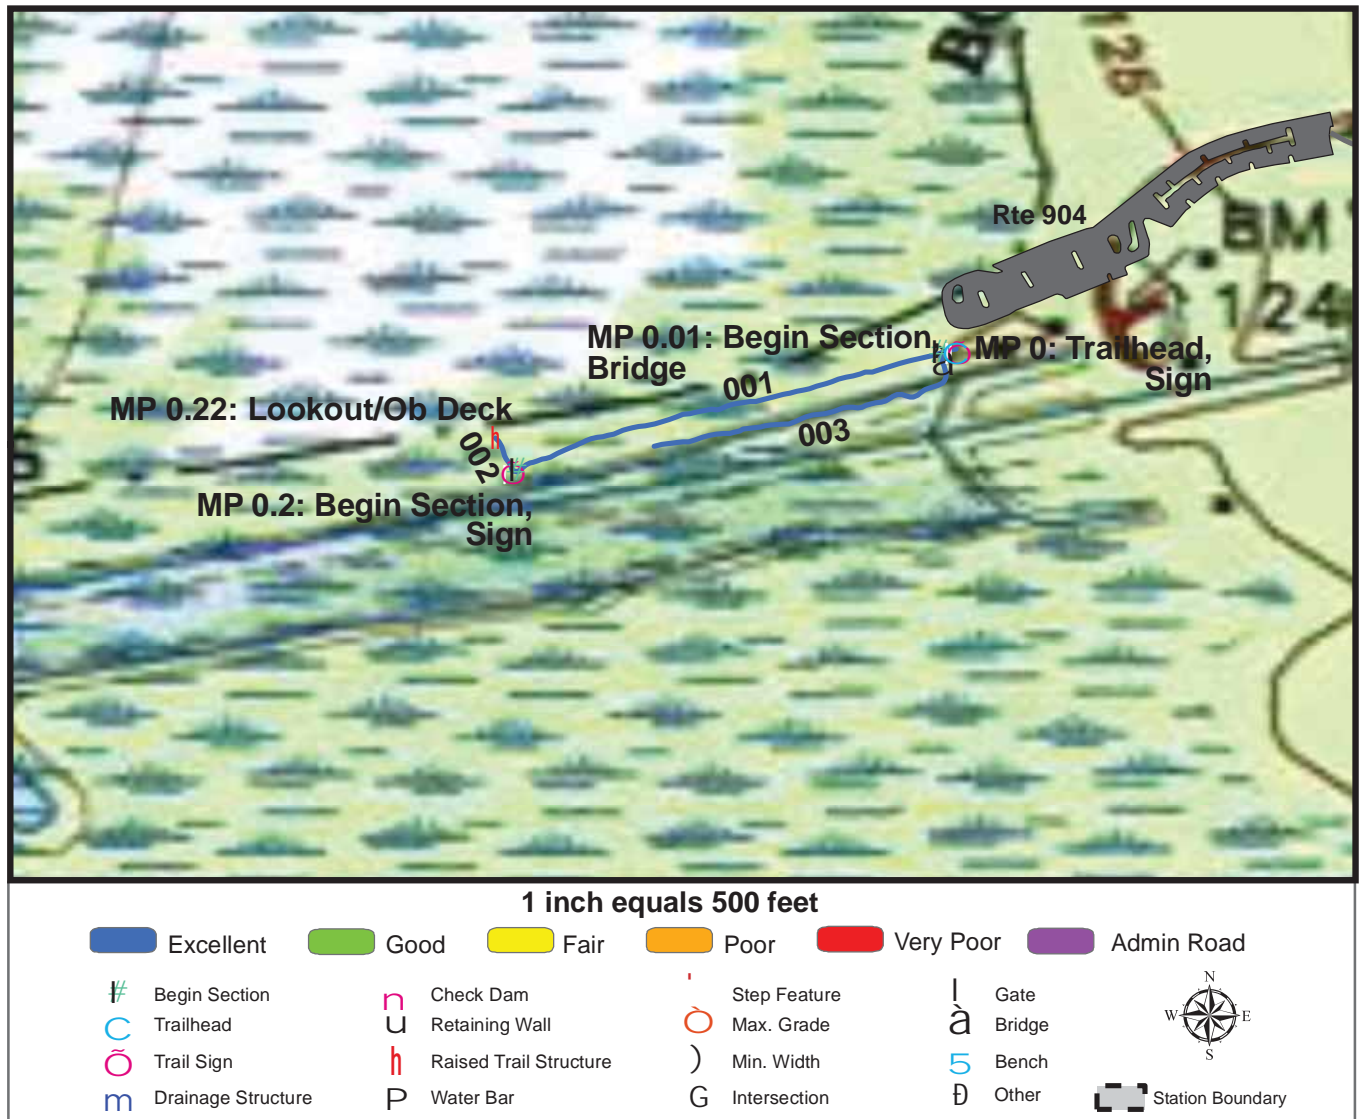 126
Rte 904
BM
124
MP 0.01: Begin Section,
Bridge
MP 0: Trailhead,
Sign
001
MP 0.22: Lookout/Ob Deck
002
003
MP 0.2: Begin Section,
Sign
1 inch equals 500 feet
Excellent
Good
Fair
Poor
Very Poor
Admin Road
Begin Section
n Check Dam
Step Feature
Gate
C Trailhead
u Retaining Wall
Ò Max. Grade
à Bridge
Õ Trail Sign
h Raised Trail Structure
) Min. Width
5 Bench
m Drainage Structure
P Water Bar
G Intersection
Ð Other
Station Boundary
N
W E
S